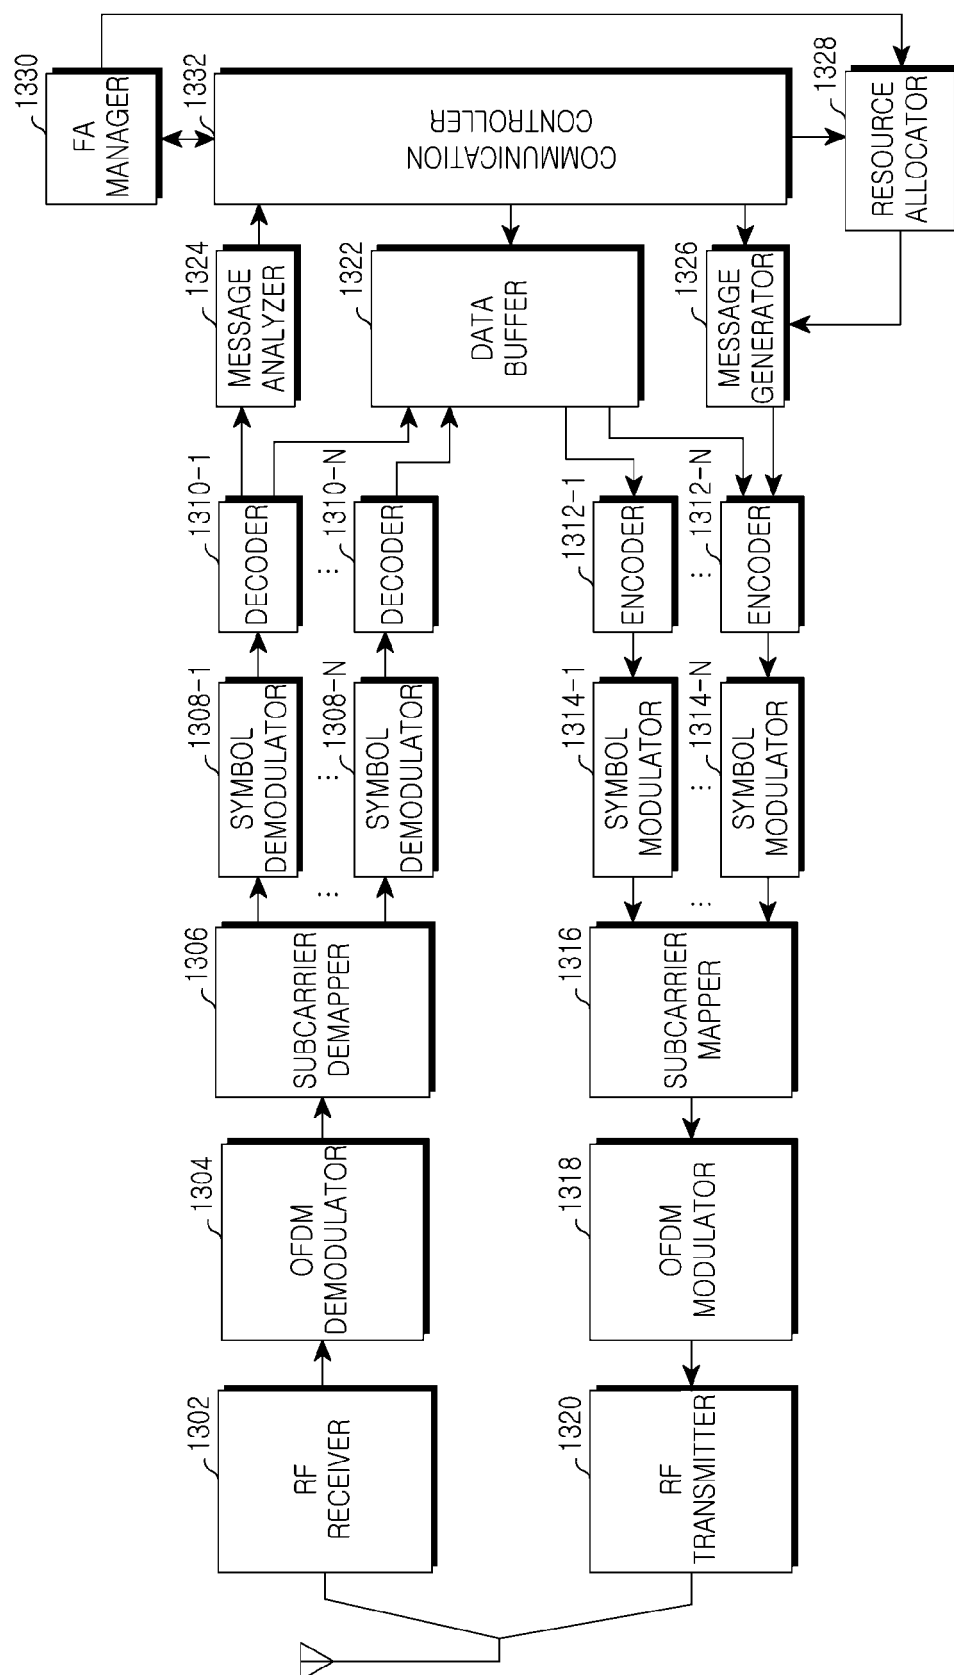 1302
RF
RECEIVER
1304
OFDM
DEMODULATOR
1306
SUBCARRIER
DEMAPPER
1308-1
SYMBOL
DEMODULATOR
1308-N
SYMBOL
DEMODULATOR
1310-1
DECODER
1310-N
DECODER
1324
MESSAGE
ANALYZER
1322
DATA
BUFFER
1330
FA
MANAGER
1332
COMMUNICATION
CONTROLLER
1320
RF
TRANSMITTER
1318
OFDM
MODULATOR
1316
SUBCARRIER
MAPPER
1314-1
SYMBOL
MODULATOR
1314-N
SYMBOL
MODULATOR
1312-1
ENCODER
1312-N
ENCODER
1326
MESSAGE
GENERATOR
1328
RESOURCE
ALLOCATOR